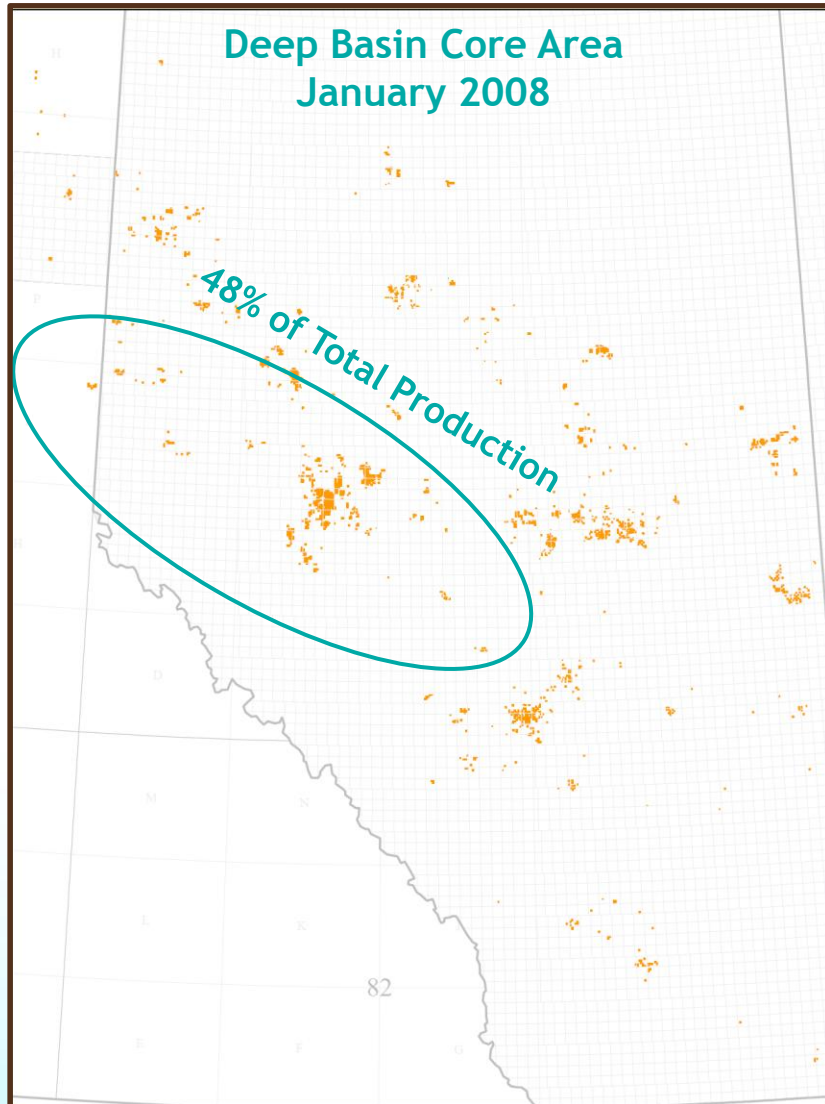 Deep Basin Core Area
January 2008
H
P
48% of Total Production
D
M
N
L
K
82
E
F
G